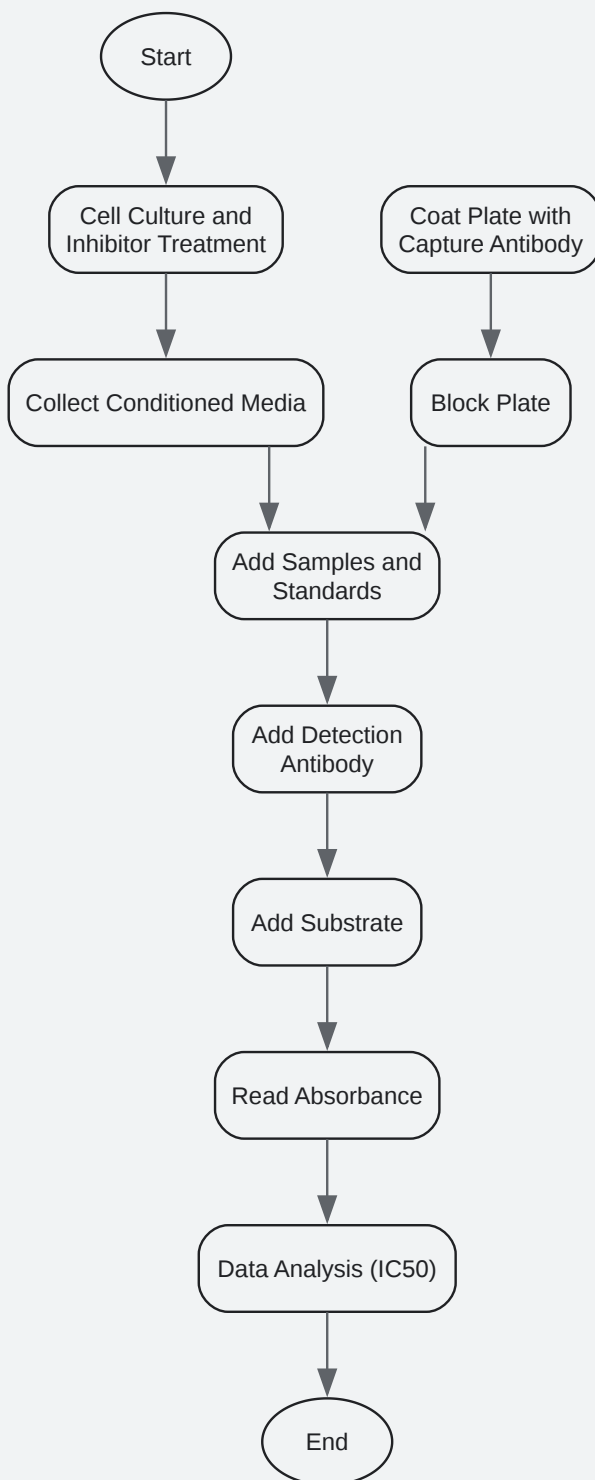 Start
Cell Culture and
Inhibitor Treatment
Coat Plate with
Capture Antibody
Collect Conditioned Media
Block Plate
Add Samples and
Standards
Add Detection
Antibody
Add Substrate
Read Absorbance
Data Analysis (IC50)
End